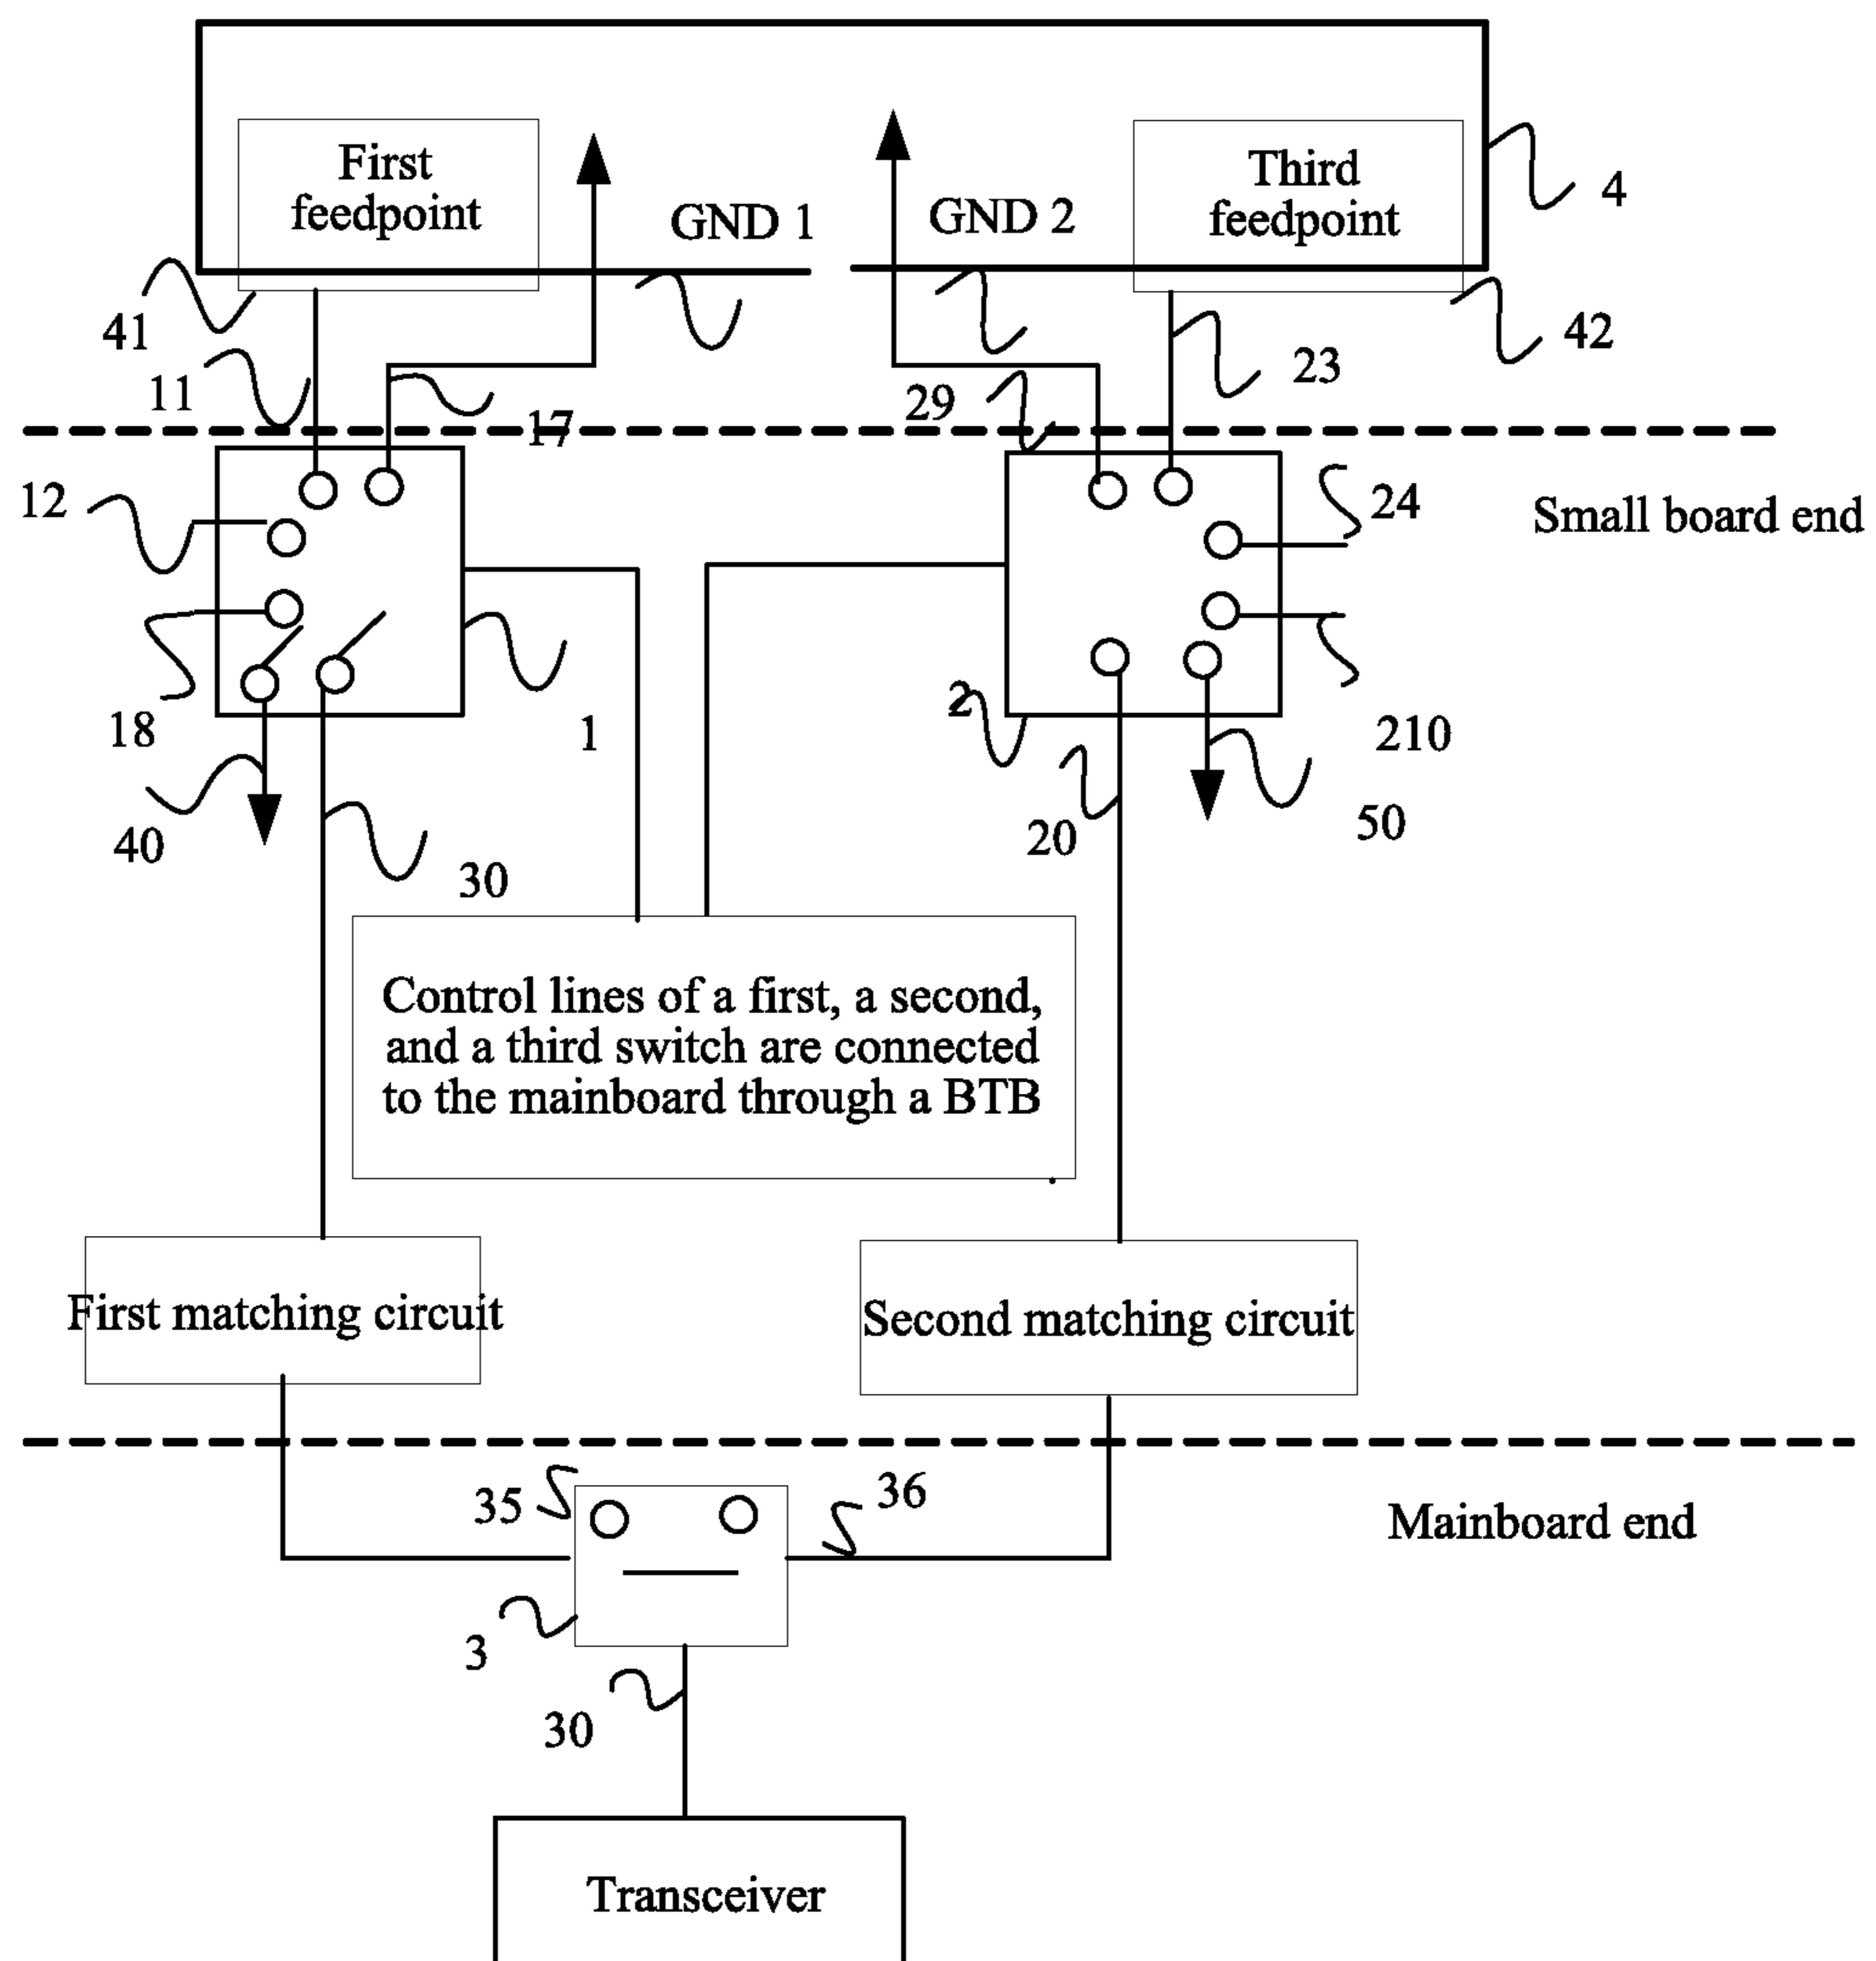 First
feedpoint
GND 1
GND 2
Third
feedpoint
4
41
42
11
17
29
23
12
24
Small board end
18
1
2
210
40
30
20
50
Control lines of a first, a second,
and a third switch are connected
to the mainboard through a BTB
First matching circuit
Second matching circuit
35
36
Mainboard end
3
30
Transceiver